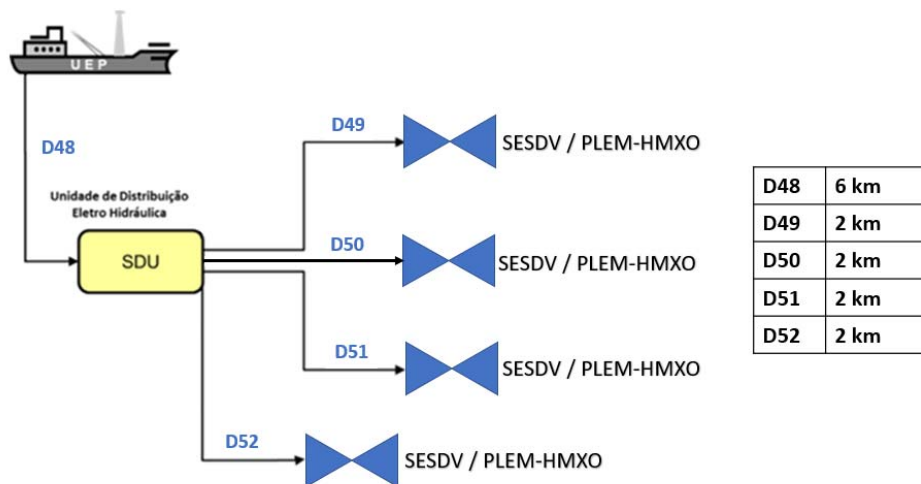 UEP
D48
Unidade de Distribuição
Eletro Hidráulica
SDU
D49
SESDV / PLEM-HMXO
D50
SESDV / PLEM-HMXO
D51
SESDV / PLEM-HMXO
D52
SESDV / PLEM-HMXO
D48 6 km
D49 2 km
D50 2 km
D51 2 km
D52 2 km